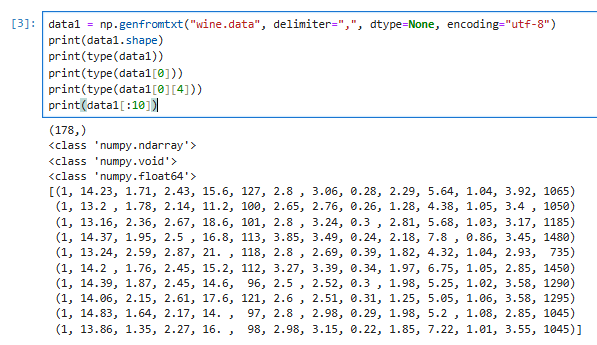 [3]: data1 = np.genfromtxt("wine.data", delimiter=",", dtype=None, encoding="utf-8")
print(data1.shape)
print(type(data1))
print(type(data1[0]))
print(type(data1[0][4]))
print(data1[:10])
(178,)
<class 'numpy.ndarray'>
<class 'numpy.void'>
<class 'numpy.float64'>
[(1, 14.23, 1.71, 2.43, 15.6, 127, 2.8 , 3.06, 0.28, 2.29, 5.64, 1.04, 3.92, 1065)
 (1, 13.2 , 1.78, 2.14, 11.2, 100, 2.65, 2.76, 0.26, 1.28, 4.38, 1.05, 3.4 , 1050)
 (1, 13.16, 2.36, 2.67, 18.6, 101, 2.8 , 3.24, 0.3 , 2.81, 5.68, 1.03, 3.17, 1185)
 (1, 14.37, 1.95, 2.5 , 16.8, 113, 3.85, 3.49, 0.24, 2.18, 7.8 , 0.86, 3.45, 1480)
 (1, 13.24, 2.59, 2.87, 21. , 118, 2.8 , 2.69, 0.39, 1.82, 4.32, 1.04, 2.93,  735)
 (1, 14.2 , 1.76, 2.45, 15.2, 112, 3.27, 3.39, 0.34, 1.97, 6.75, 1.05, 2.85, 1450)
 (1, 14.39, 1.87, 2.45, 14.6,  96, 2.5 , 2.52, 0.3 , 1.98, 5.25, 1.02, 3.58, 1290)
 (1, 14.06, 2.15, 2.61, 17.6, 121, 2.6 , 2.51, 0.31, 1.25, 5.05, 1.06, 3.58, 1295)
 (1, 14.83, 1.64, 2.17, 14. ,  97, 2.8 , 2.98, 0.29, 1.98, 5.2 , 1.08, 2.85, 1045)
 (1, 13.86, 1.35, 2.27, 16. ,  98, 2.98, 3.15, 0.22, 1.85, 7.22, 1.01, 3.55, 1045)]